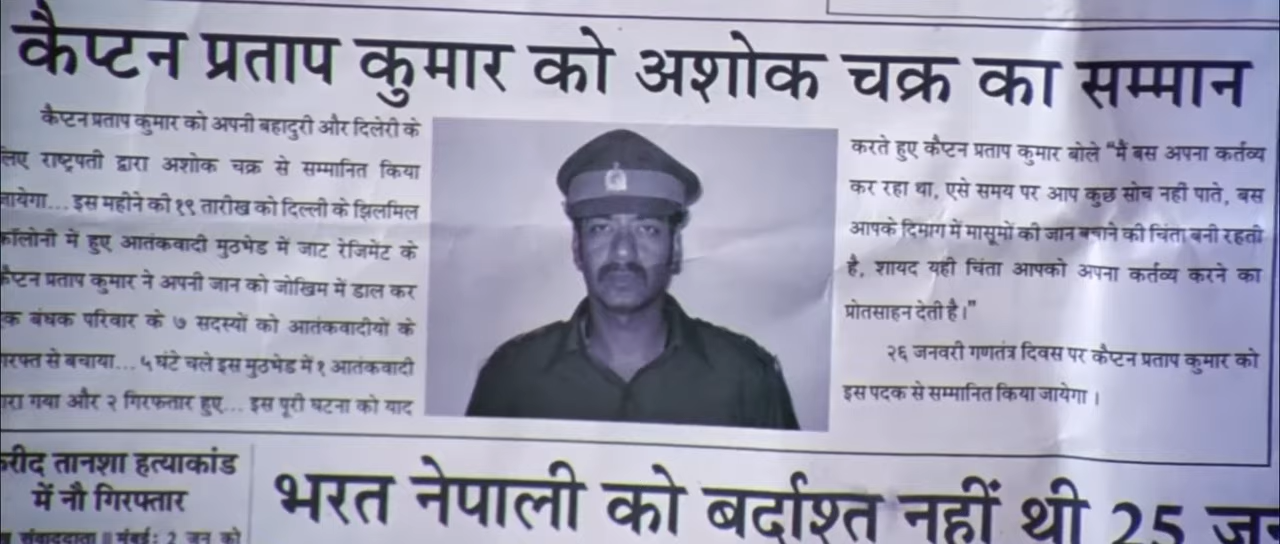 कैप्टन प्रताप कुमार को अशोक चक्र का सम्मान
कैप्टन प्रताप कुमार को अपनी बहादुरी और दिलेरी के
लिए राष्ट्रपती द्वारा अशोक चक्र से सम्मानित किया
जायेगा... इस महीने की १९ तारीख को दिल्ली के झिलमिल
कॉलोनी में हुए आतंकवादी मुठभेड में जाट रेजिमेंट के
कैप्टन प्रताप कुमार ने अपनी जान को जोखिम में डाल कर
क बंधक परिवार के ७ सदस्यों को आतंकवादीयों के
गिरफ्त से बचाया... ५ घंटे चले इस मुठभेड में १ आतंकवादी
मारा गया और २ गिरफतार हुए... इस पूरी घटना को याद
करते हुए कैप्टन प्रताप कुमार बोले "मैं बस अपना कर्तव्य
कर रहा था, एसे समय पर आप कुछ सोच नही पाते, बस
आपके दिमाग में मासूमों की जान बचाने की चिंता बनी रहती
है, शायद यही चिंता आपको अपना कर्तव्य करने का
प्रोतसाहन देती है।"
२६ जनवरी गणतंत्र दिवस पर कैप्टन प्रताप कुमार को
इस पदक से सम्मानित किया जायेगा ।
रीद तानशा हत्याकांड
में नौ गिरफ्तार
संवाददाता ॥ मुंबई: 2 जून को
भरत नेपाली को बर्दाश्त नहीं थी 25 ज